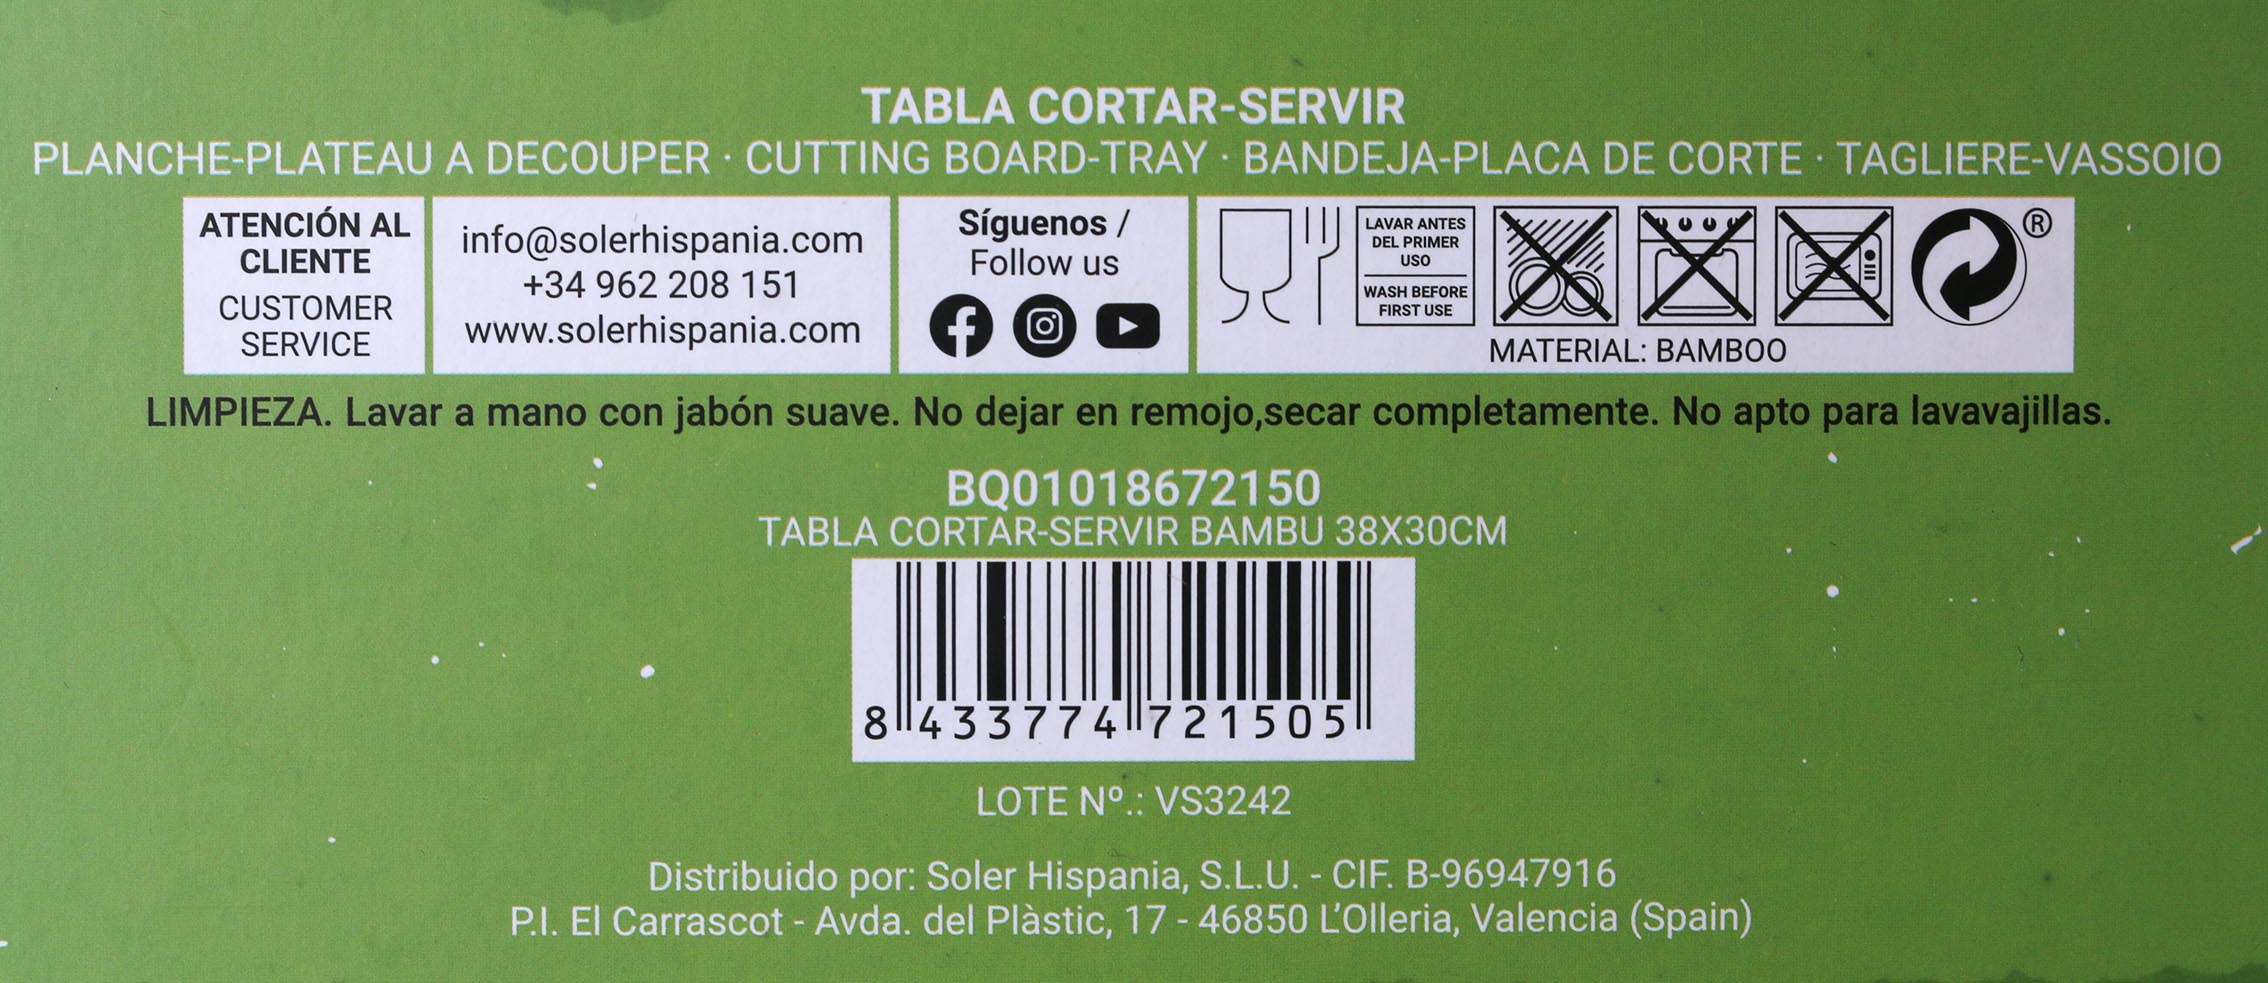 TABLA CORTAR-SERVIR
PLANCHE-PLATEAU A DECOUPER · CUTTING BOARD-TRAY · BANDEJA-PLACA DE CORTE · TAGLIERE-VASSOIO
ATENCIÓN AL
CLIENTE
CUSTOMER
SERVICE
info@solerhispania.com
+34 962 208 151
www.solerhispania.com
Síguenos /
Follow us
LAVAR ANTES
DEL PRIMER
USO
WASH BEFORE
FIRST USE
®
MATERIAL: BAMBOO
LIMPIEZA. Lavar a mano con jabón suave. No dejar en remojo,secar completamente. No apto para lavavajillas.
BQ01018672150
TABLA CORTAR-SERVIR BAMBU 38X30CM
8 433774 721505
LOTE Nº.: VS3242
Distribuido por: Soler Hispania, S.L.U. - CIF. B-96947916
P.I. El Carrascot - Avda. del Plàstic, 17 - 46850 L'Olleria, Valencia (Spain)